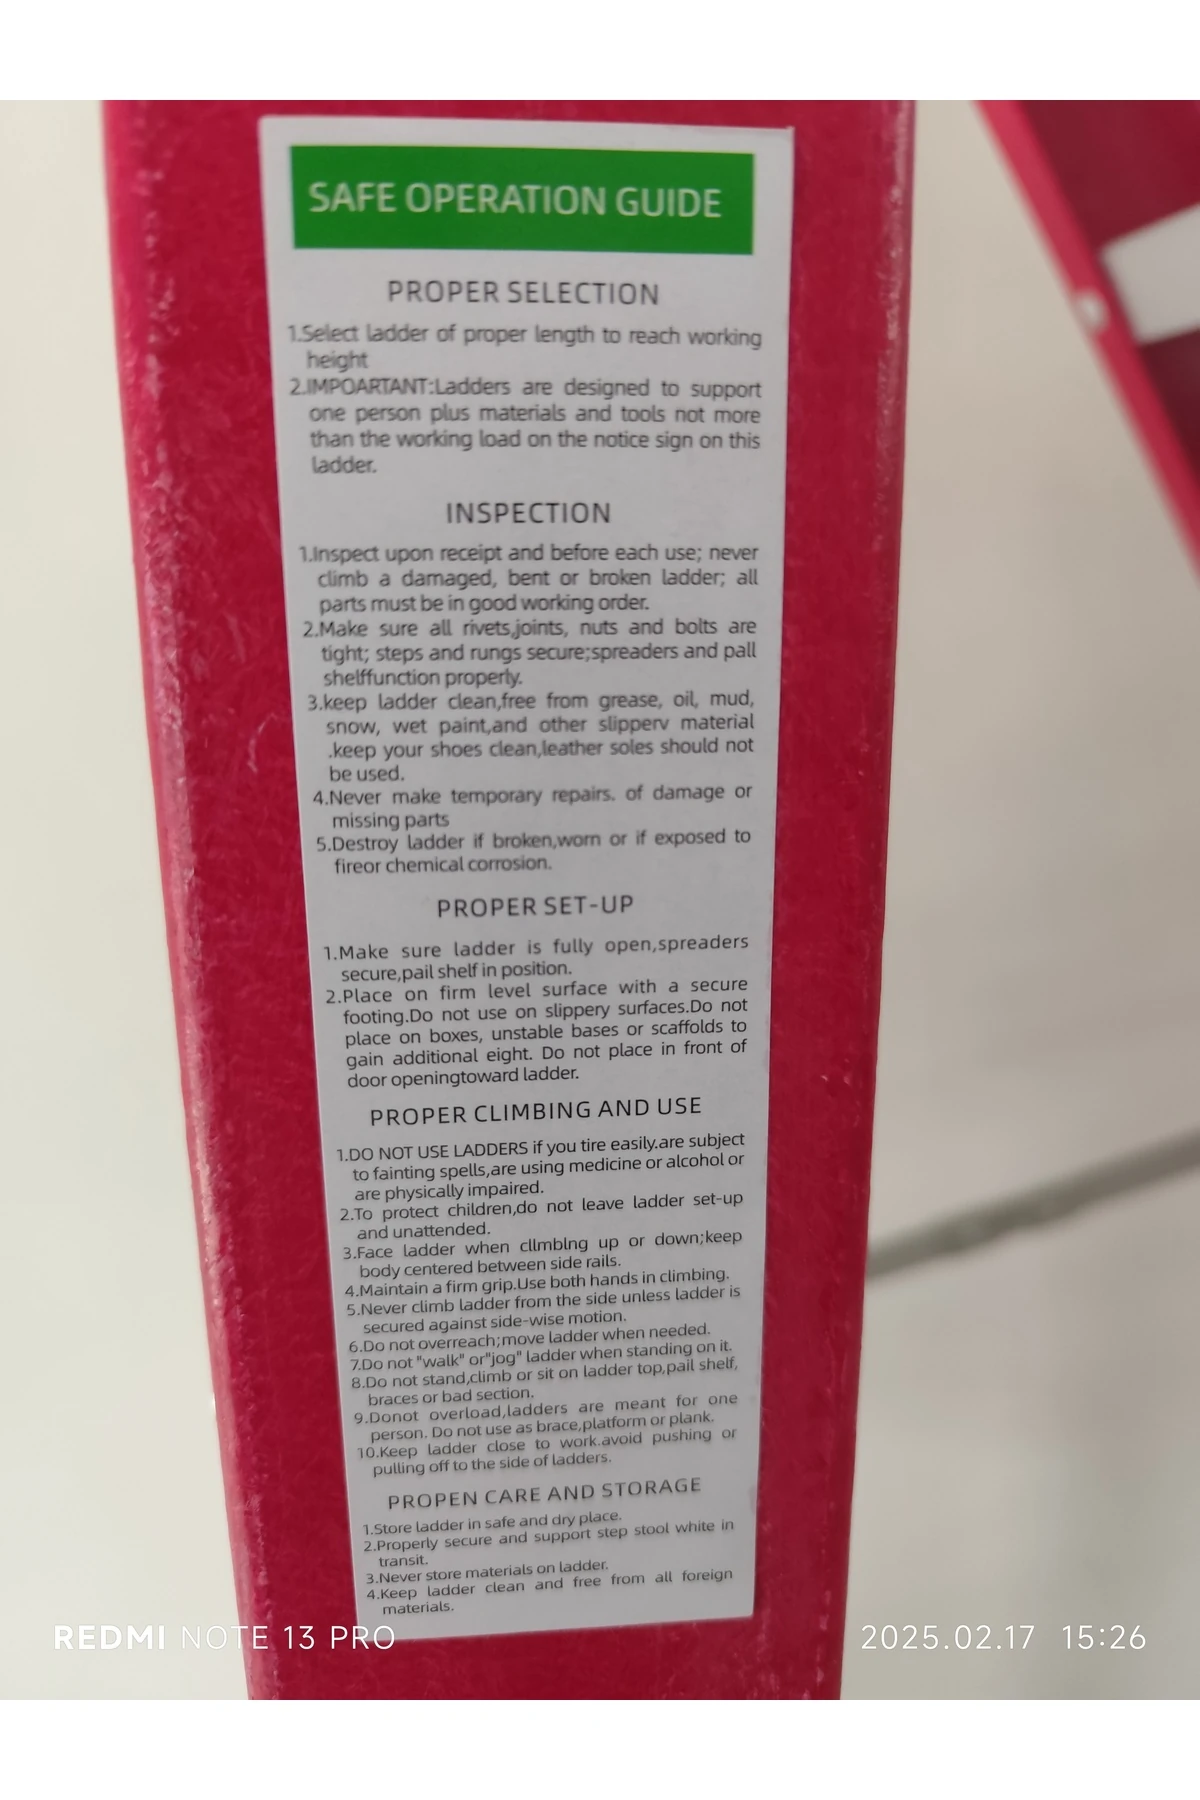 SAFE OPERATION GUIDE
PROPER SELECTION
1.Select ladder of proper length to reach working
height
2.IMPOARTANT:Ladders are designed to support
one person plus materials and tools not more
than the working load on the notice sign on this
ladder.
INSPECTION
1.Inspect upon receipt and before each use; never
climb a damaged, bent or broken ladder; all
parts must be in good working order.
2.Make sure all rivets,joints, nuts and bolts are
tight; steps and rungs secure;spreaders and pall
shelffunction properly.
3.keep ladder clean,free from grease, oil, mud,
snow, wet paint,and other slipperv material
.keep your shoes clean,leather soles should not
be used.
4.Never make temporary repairs. of damage or
missing parts
5.Destroy ladder if broken,worn or if exposed to
fireor chemical corrosion.
PROPER SET-UP
1.Make sure ladder is fully open,spreaders
secure,pail shelf in position.
2.Place on firm level surface with a secure
footing.Do not use on slippery surfaces.Do not
place on boxes, unstable bases or scaffolds to
gain additional eight. Do not place in front of
door openingtoward ladder.
PROPER CLIMBING AND USE
1.DO NOT USE LADDERS if you tire easily.are subject
to fainting spells,are using medicine or alcohol or
are physically impaired.
2.To protect children,do not leave ladder set-up
and unattended.
3.Face ladder when cllmblng up or down;keep
body centered between side rails.
4.Maintain a firm grip.Use both hands in climbing.
5.Never climb ladder from the side unless ladder is
secured against side-wise motion.
6.Do not overreach;move ladder when needed.
7.Do not "walk" or"jog" ladder when standing on it.
8.Do not stand,climb or sit on ladder top,pail shelf,
braces or bad section.
9.Donot overload,ladders are meant for one
person. Do not use as brace,platform or plank.
10.Keep ladder close to work.avoid pushing or
pulling off to the side of ladders.
PROPEN CARE AND STORAGE
1.Store ladder in safe and dry place.
2.Properly secure and support step stool white in
transit.
3.Never store materials on ladder.
4.Keep ladder clean and free from all foreign
materials.
REDMI NOTE 13 PRO
2025.02.17 15:26